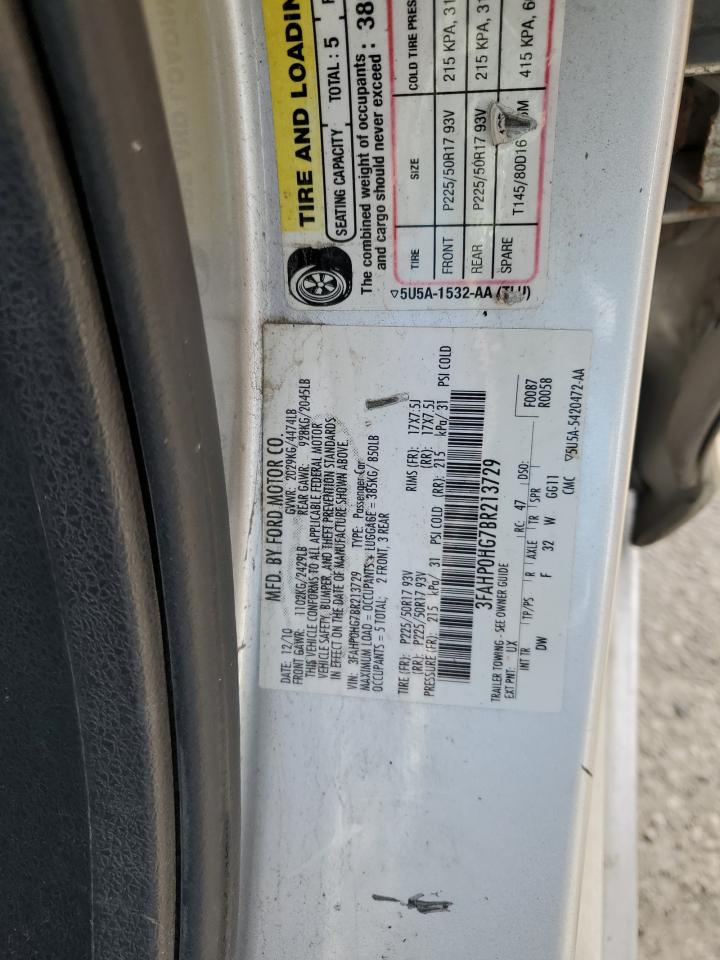 TIRE AND LOADIN
SEATING CAPACITY TOTAL : 5
The combined weight of occupants
and cargo should never exceed : 38
TIRE SIZE COLD TIRE PRES
FRONT P225/50R17 93V 215 KPA, 31
REAR P225/50R17 93V 215 KPA, 31
SPARE T145/80D16 M 415 KPA, 6
5U5A-1532-AA (TLU)
MFD. BY FORD MOTOR CO.
DATE: 12/10 GVWR: 2029KG/4474LB
FRONT GAWR: 1102KG/2429LB REAR GAWR: 928KG/2045LB
THIS VEHICLE CONFORMS TO ALL APPLICABLE FEDERAL MOTOR
VEHICLE SAFETY, BUMPER, AND THEFT PREVENTION STANDARDS
IN EFFECT ON THE DATE OF MANUFACTURE SHOWN ABOVE.
VIN: 3FAHP0HG7BR213729 TYPE: Passenger Car
MAXIMUM LOAD = OCCUPANTS + LUGGAGE = 385KG/ 850LB
OCCUPANTS = 5 TOTAL; 2 FRONT, 3 REAR
TIRE (FR): P225/50R17 93V RIMS (FR): 17X7.5J
(RR): P225/50R17 93V (RR): 17X7.5J
PRESSURE (FR): 215 kPa/ 31 PSI COLD (RR): 215 kPa/ 31 PSI COLD
3FAHP0HG7BR213729
TRAILER TOWING - SEE OWNER GUIDE F0087
EXT PNT: UX RC: 47 DSO: R0058
INT TR TP/PS R AXLE TR SPR
DW F 32 W GG11
CMC
5U5A-5420472-AA